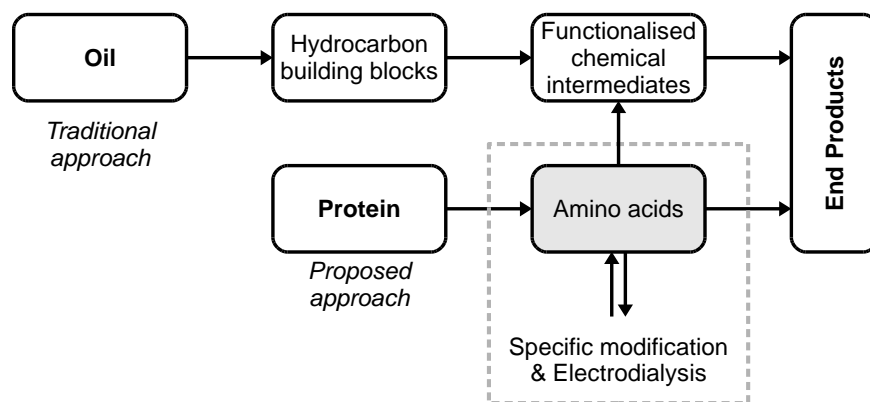 Oil
Hydrocarbon
building blocks
Functionalised
chemical
intermediates
End Products
Traditional
approach
Protein
Amino acids
Proposed
approach
Specific modification
& Electrodialysis